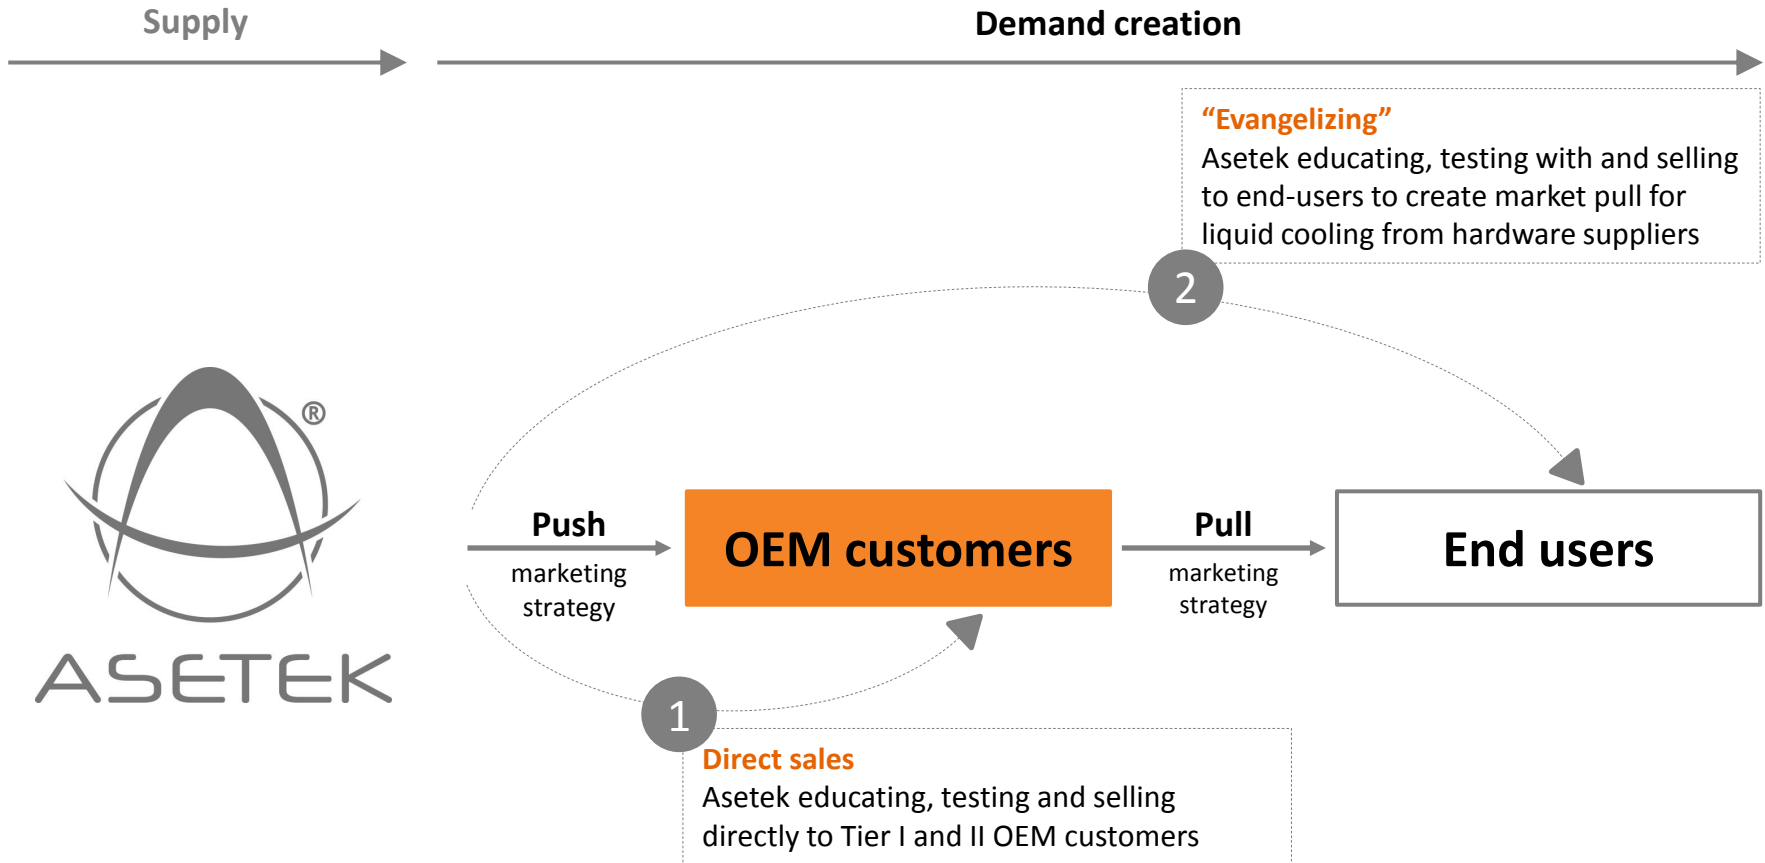 Supply
Demand creation
“Evangelizing”
Asetek educating, testing with and selling
to end-users to create market pull for
liquid cooling from hardware suppliers
2
®
Push
marketing
strategy
OEM customers
Pull
marketing
strategy
End users
ASETEK
1
Direct sales
Asetek educating, testing and selling
directly to Tier I and II OEM customers